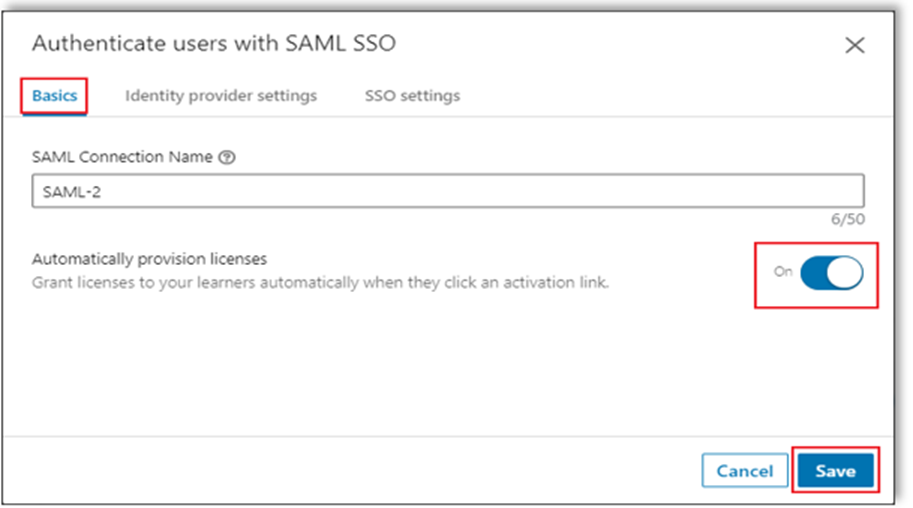 Authenticate users with SAML SSO
Basics Identity provider settings SSO settings
SAML Connection Name
SAML-2
6/50
Automatically provision licenses
On
Grant licenses to your learners automatically when they click an activation link.
Cancel Save